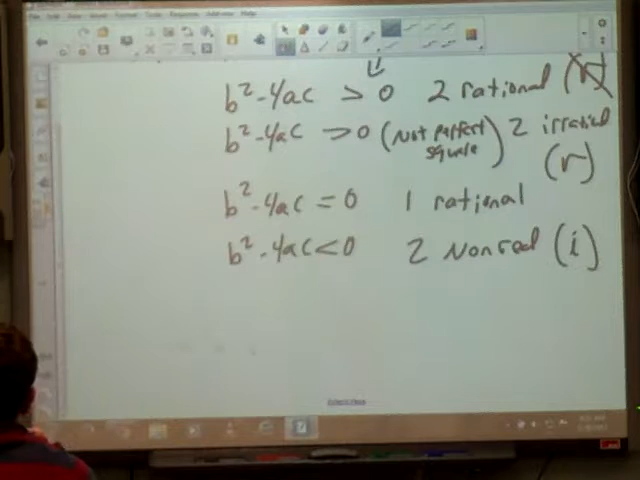 b² - 4ac > 0 2 rational (r)
b² - 4ac > 0 (Not perfect square) 2 irratinal (r)
b² - 4ac = 0 1 rational
b² - 4ac < 0 2 Nonreal (i)